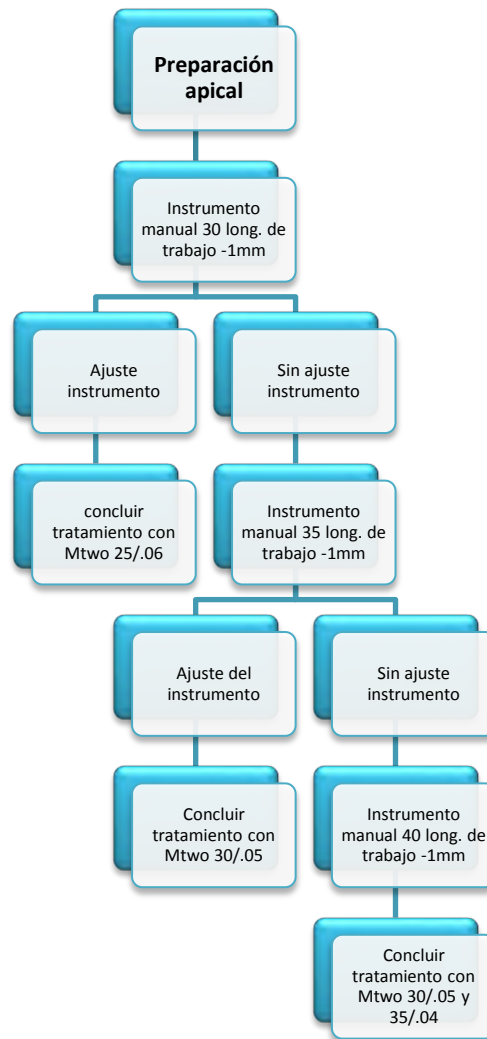 Preparación
apical
Instrumento
manual 30 long. de
trabajo -1mm
Ajuste
instrumento
Sin ajuste
instrumento
concluir
tratamiento con
Mtwo 25/.06
Instrumento
manual 35 long. de
trabajo -1mm
Ajuste del
instrumento
Sin ajuste
instrumento
Concluir
tratamiento con
Mtwo 30/.05
Instrumento
manual 40 long. de
trabajo -1mm
Concluir
tratamiento con
Mtwo 30/.05 y
35/.04